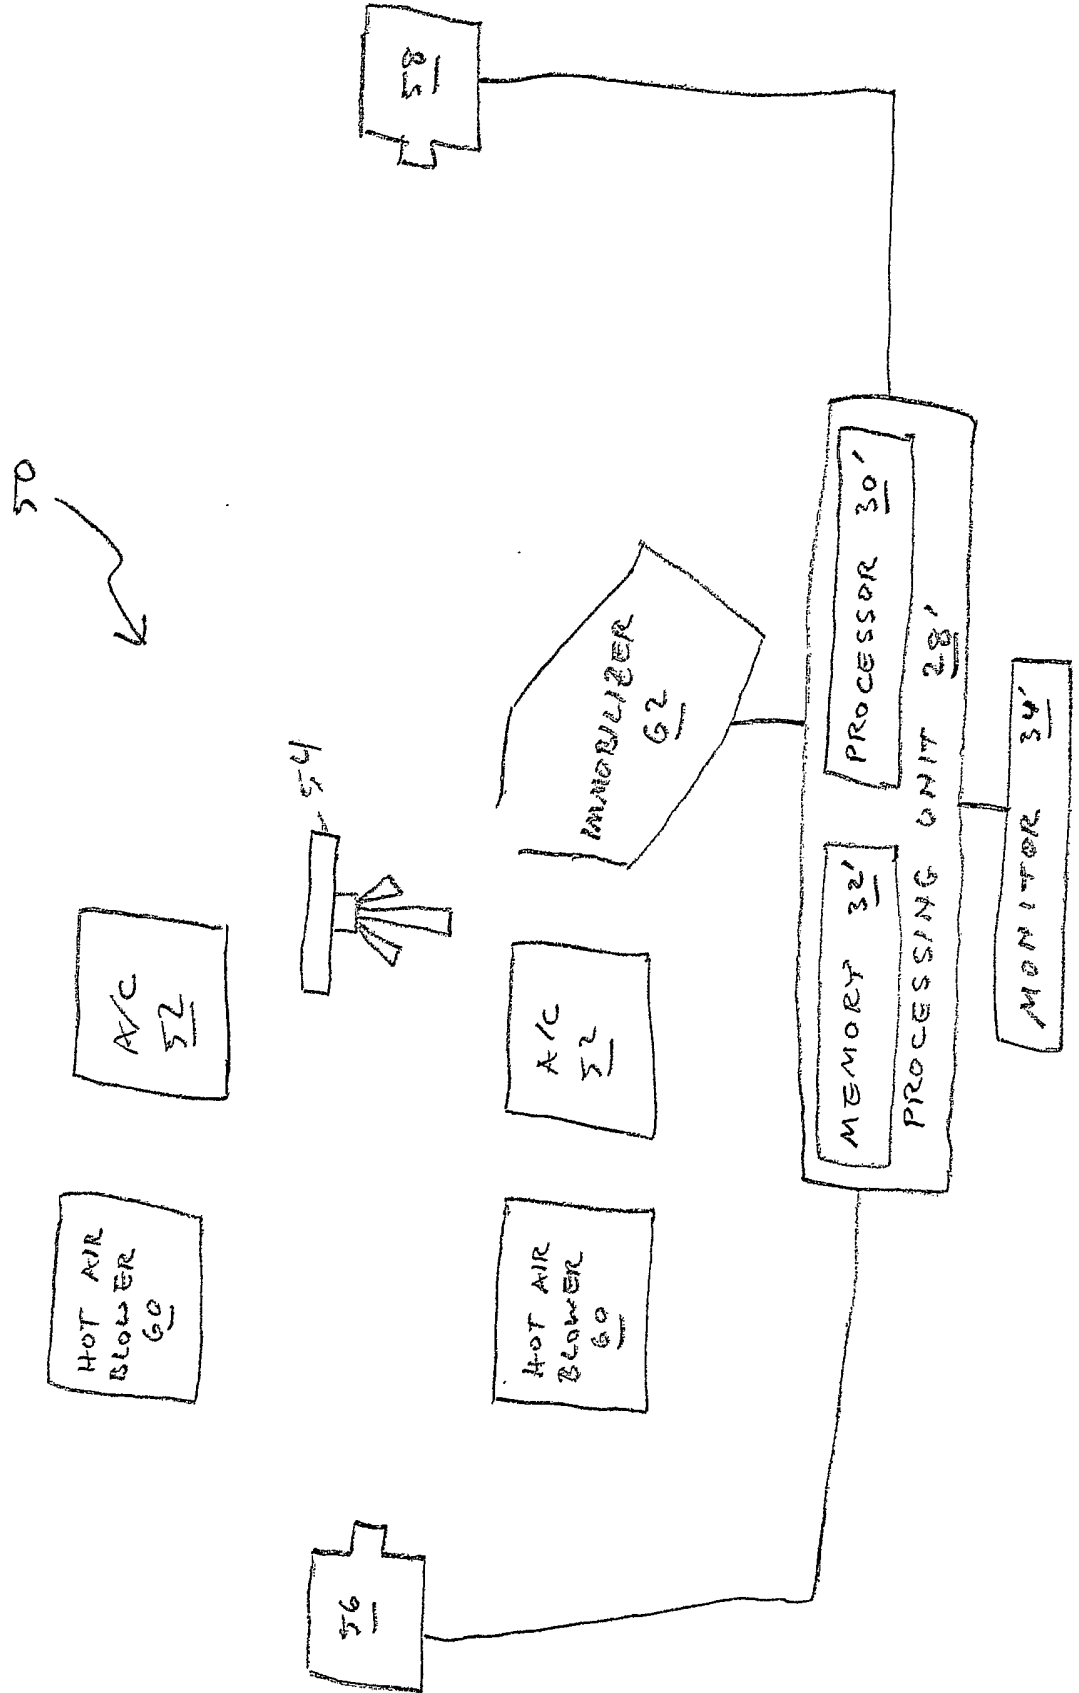 50
HOT AIR
BLOWER
60
A/C
52
54
56
58
HOT AIR
BLOWER
60
A/C
52
IMMOBILIZER
62
MEMORY 32'
PROCESSOR 30'
PROCESSING UNIT 28'
MONITOR 34'